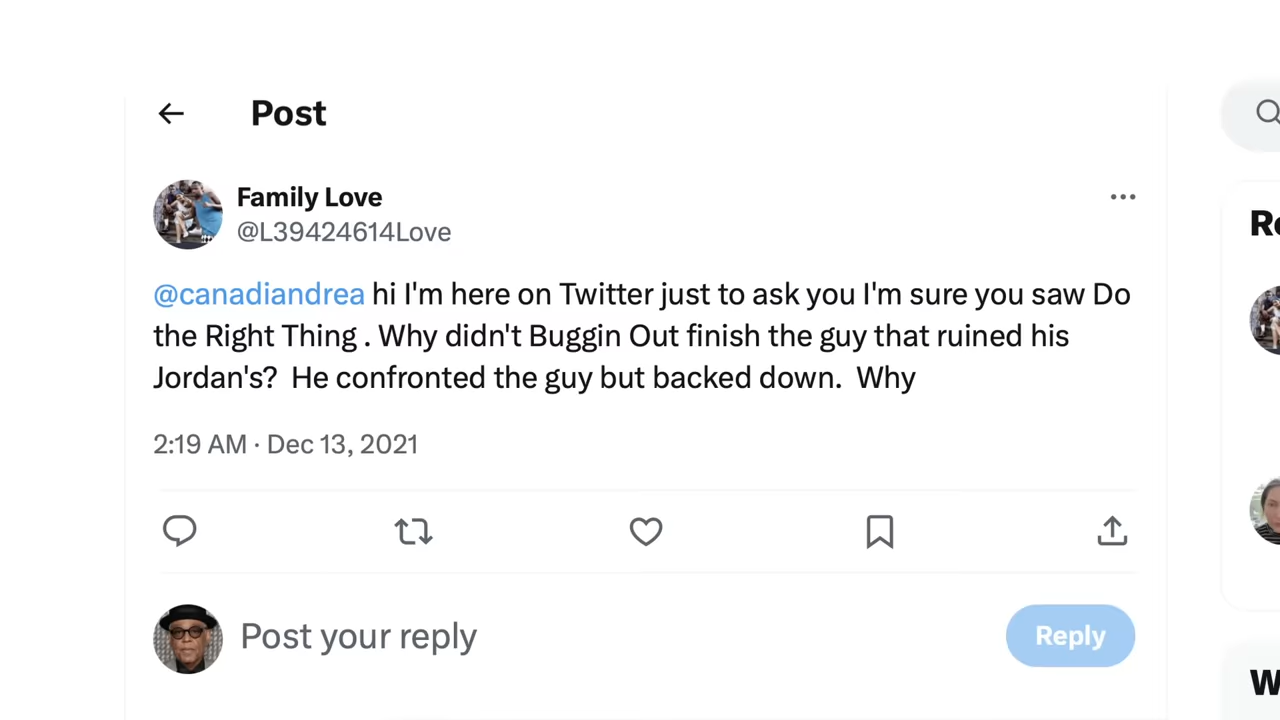 Post
Family Love
@L39424614Love
@canadiandrea hi I'm here on Twitter just to ask you I'm sure you saw Do
the Right Thing . Why didn't Buggin Out finish the guy that ruined his
Jordan's?  He confronted the guy but backed down.  Why
2:19 AM · Dec 13, 2021
Post your reply
Reply